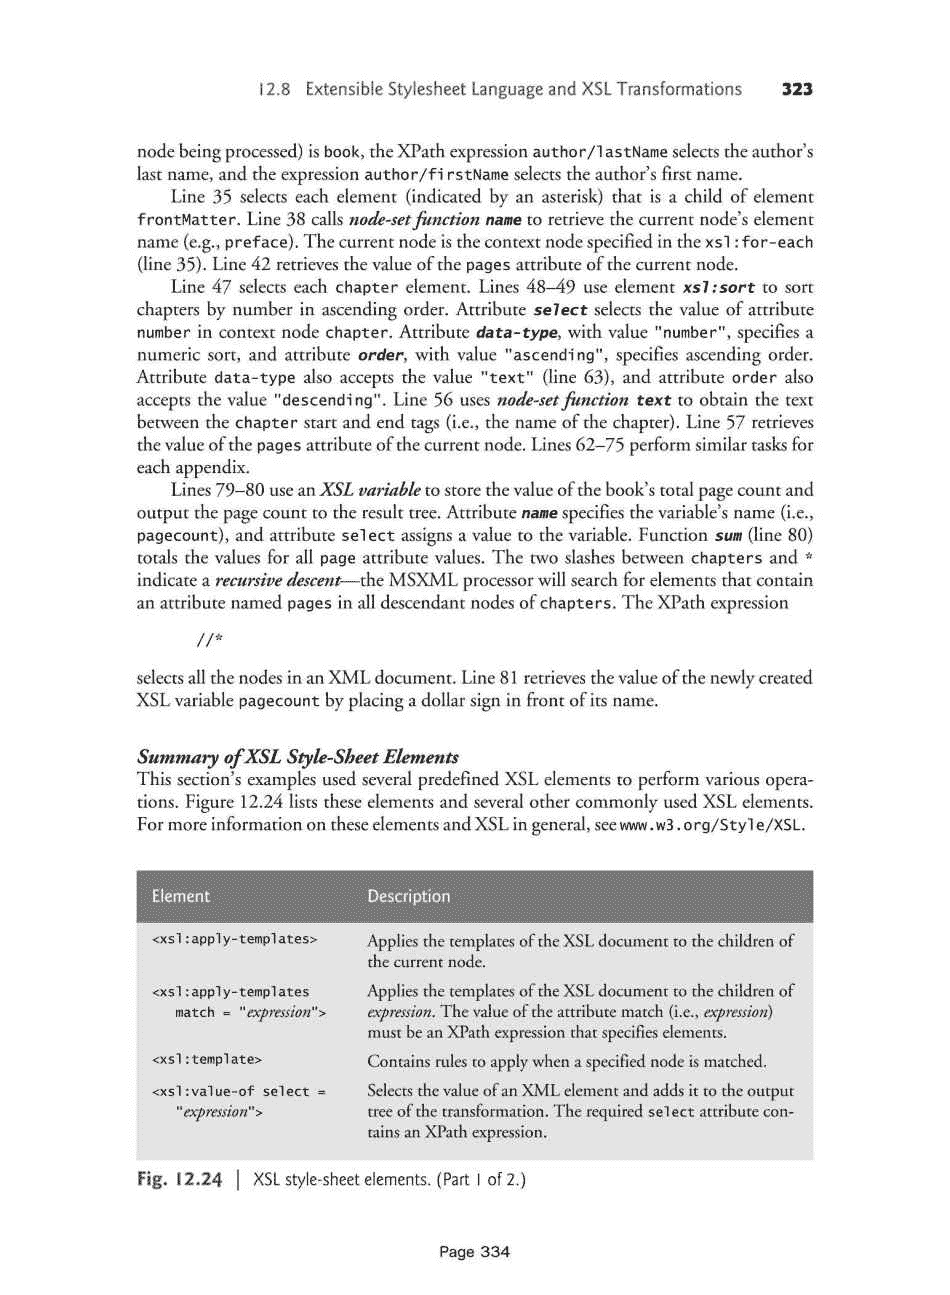 12.8 Extensible Stylesheet Language and XSL Transformations 323
node being processed) is book, the XPath expression author/lastName selects the author's
last name, and the expression author/firstName selects the author's first name.
Line 35 selects each element (indicated by an asterisk) that is a child of element
frontMatter. Line 38 calls node-set function name to retrieve the current node's element
name (e.g., preface). The current node is the context node specified in the xsl:for-each
(line 35). Line 42 retrieves the value of the pages attribute of the current node.
Line 47 selects each chapter element. Lines 48–49 use element xsl:sort to sort
chapters by number in ascending order. Attribute select selects the value of attribute
number in context node chapter. Attribute data-type, with value "number", specifies a
numeric sort, and attribute order, with value "ascending", specifies ascending order.
Attribute data-type also accepts the value "text" (line 63), and attribute order also
accepts the value "descending". Line 56 uses node-set function text to obtain the text
between the chapter start and end tags (i.e., the name of the chapter). Line 57 retrieves
the value of the pages attribute of the current node. Lines 62–75 perform similar tasks for
each appendix.
Lines 79–80 use an XSL variable to store the value of the book's total page count and
output the page count to the result tree. Attribute name specifies the variable's name (i.e.,
pagecount), and attribute select assigns a value to the variable. Function sum (line 80)
totals the values for all page attribute values. The two slashes between chapters and *
indicate a recursive descent—the MSXML processor will search for elements that contain
an attribute named pages in all descendant nodes of chapters. The XPath expression
//*
selects all the nodes in an XML document. Line 81 retrieves the value of the newly created
XSL variable pagecount by placing a dollar sign in front of its name.
Summary of XSL Style-Sheet Elements
This section's examples used several predefined XSL elements to perform various opera-
tions. Figure 12.24 lists these elements and several other commonly used XSL elements.
For more information on these elements and XSL in general, see www.w3.org/Style/XSL.
Element Description
<xsl:apply-templates> Applies the templates of the XSL document to the children of
the current node.
<xsl:apply-templates Applies the templates of the XSL document to the children of
match = "expression"> expression. The value of the attribute match (i.e., expression)
must be an XPath expression that specifies elements.
<xsl:template> Contains rules to apply when a specified node is matched.
<xsl:value-of select = Selects the value of an XML element and adds it to the output
"expression"> tree of the transformation. The required select attribute con-
tains an XPath expression.
Fig. 12.24 | XSL style-sheet elements. (Part 1 of 2.)
Page 334